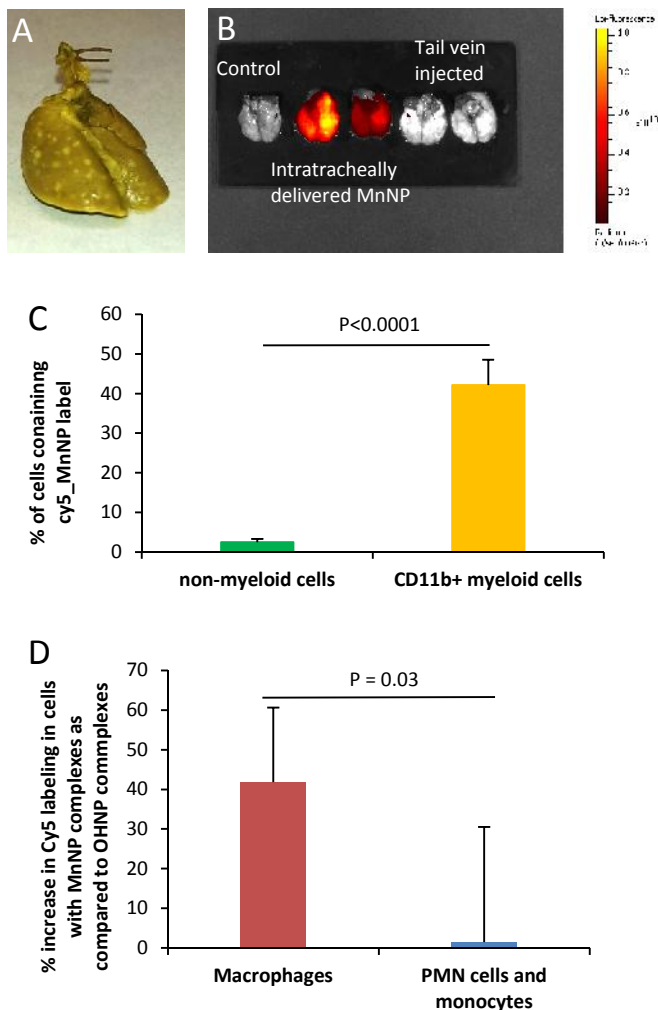 A
B
Control
Tail vein
injected
Intratracheally
delivered MnNP
C
60
50
40
30
20
10
0
% of cells conaininng
cy5_MnNP label
P<0.0001
non-myeloid cells
CD11b+ myeloid cells
D
70
60
50
40
30
20
10
0
% increase in Cy5 labeling in cells
with MnNP complexes as
compared to OHNP commplexes
P = 0.03
Macrophages
PMN cells and
monocytes